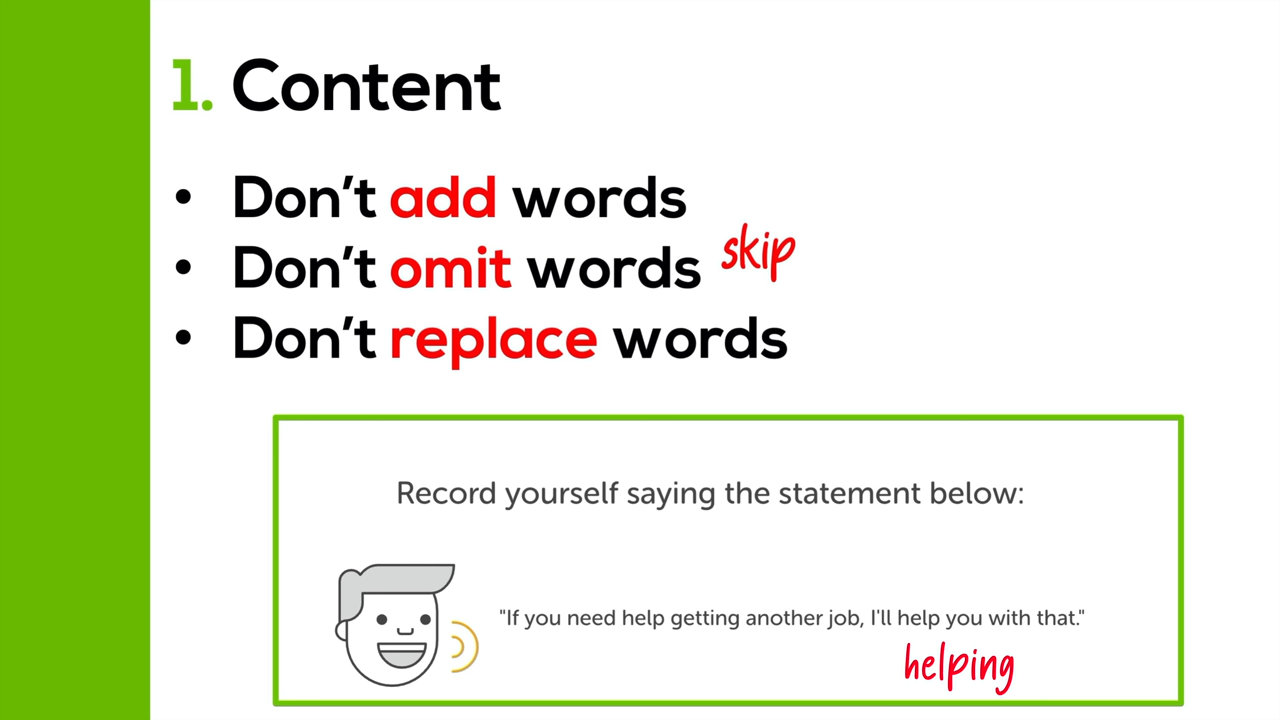 1. Content
• Don't add words
• Don't omit words skip
• Don't replace words
Record yourself saying the statement below:
"If you need help getting another job, I'll help you with that."
helping